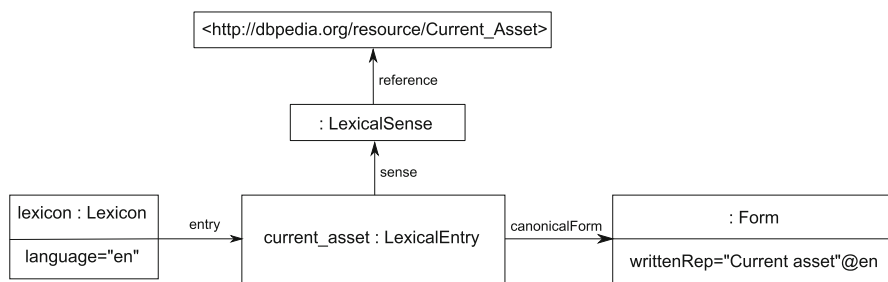 <http://dbpedia.org/resource/Current_Asset>
reference
: LexicalSense
sense
lexicon : Lexicon
language="en"
entry
current_asset : LexicalEntry
canonicalForm
: Form
writtenRep="Current asset"@en